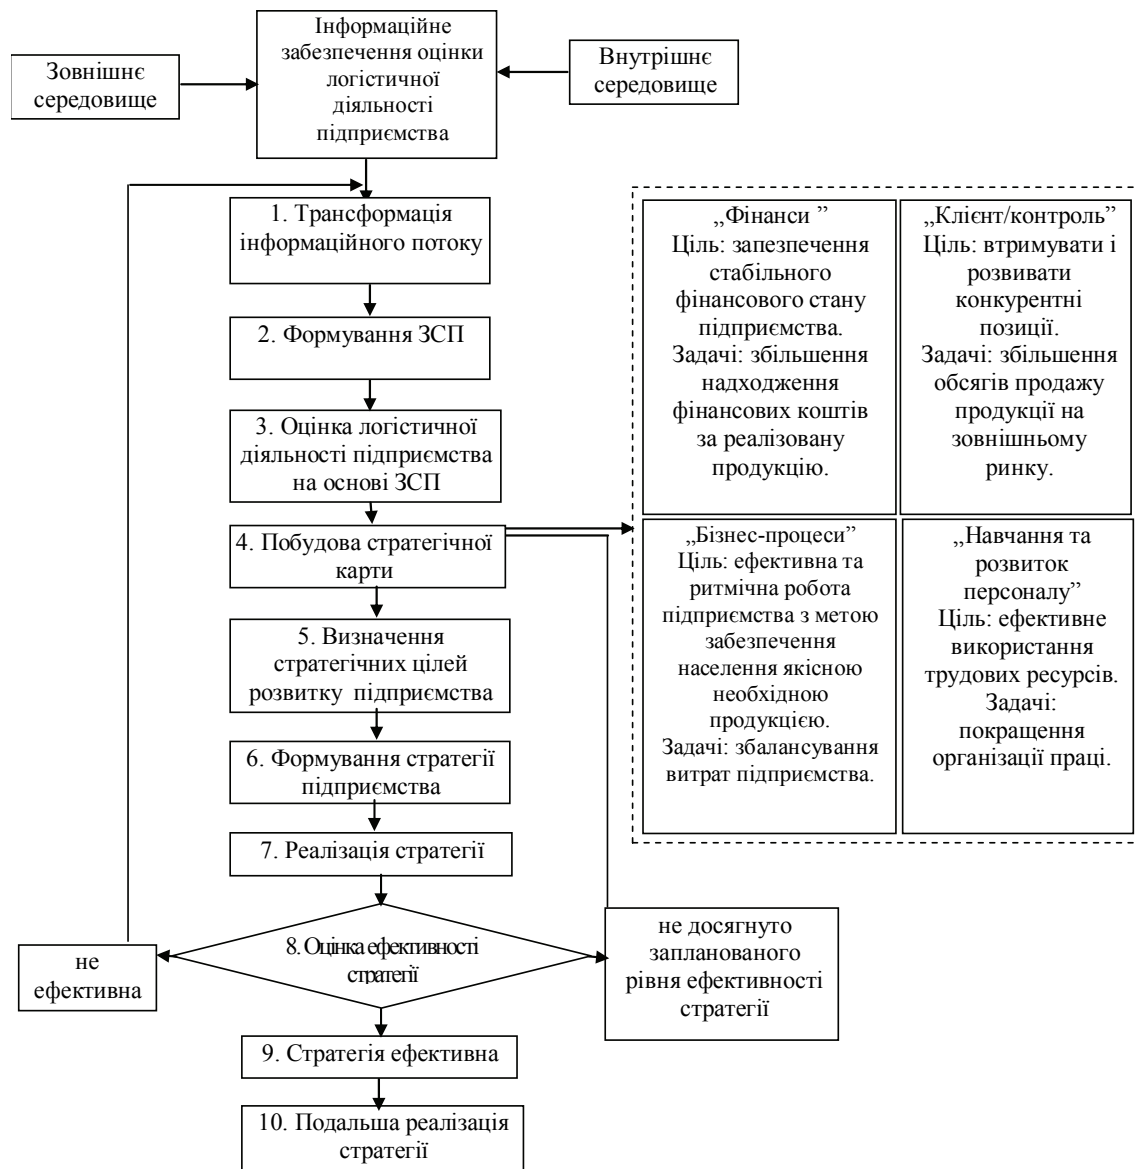 Інформаційне
забезпечення оцінки
логістичної
діяльності
підприємства
Зовнішнє
середовище
Внутрішнє
середовище
1. Трансформація
інформаційного потоку
2. Формування ЗСП
3. Оцінка логістичної
діяльності підприємства
на основі ЗСП
4. Побудова стратегічної
карти
5. Визначення
стратегічних цілей
розвитку підприємства
6. Формування стратегії
підприємства
7. Реалізація стратегії
8. Оцінка ефективності
стратегії
не
ефективна
не досягнуто
запланованого
рівня ефективності
стратегії
9. Стратегія ефективна
10. Подальша реалізація
стратегії
„Фінанси ”
Ціль: запезпечення
стабільного
фінансового стану
підприємства.
Задачі: збільшення
надходження
фінансових коштів
за реалізовану
продукцію.
„Клієнт/контроль”
Ціль: втримувати і
розвивати
конкурентні
позиції.
Задачі: збільшення
обсягів продажу
продукції на
зовнішньому
ринку.
„Бізнес-процеси”
Ціль: ефективна та
ритмічна робота
підприємства з метою
забезпечення
населення якісною
необхідною
продукцією.
Задачі: збалансування
витрат підприємства.
„Навчання та
розвиток
персоналу”
Ціль: ефективне
використання
трудових ресурсів.
Задачі:
покращення
організації праці.